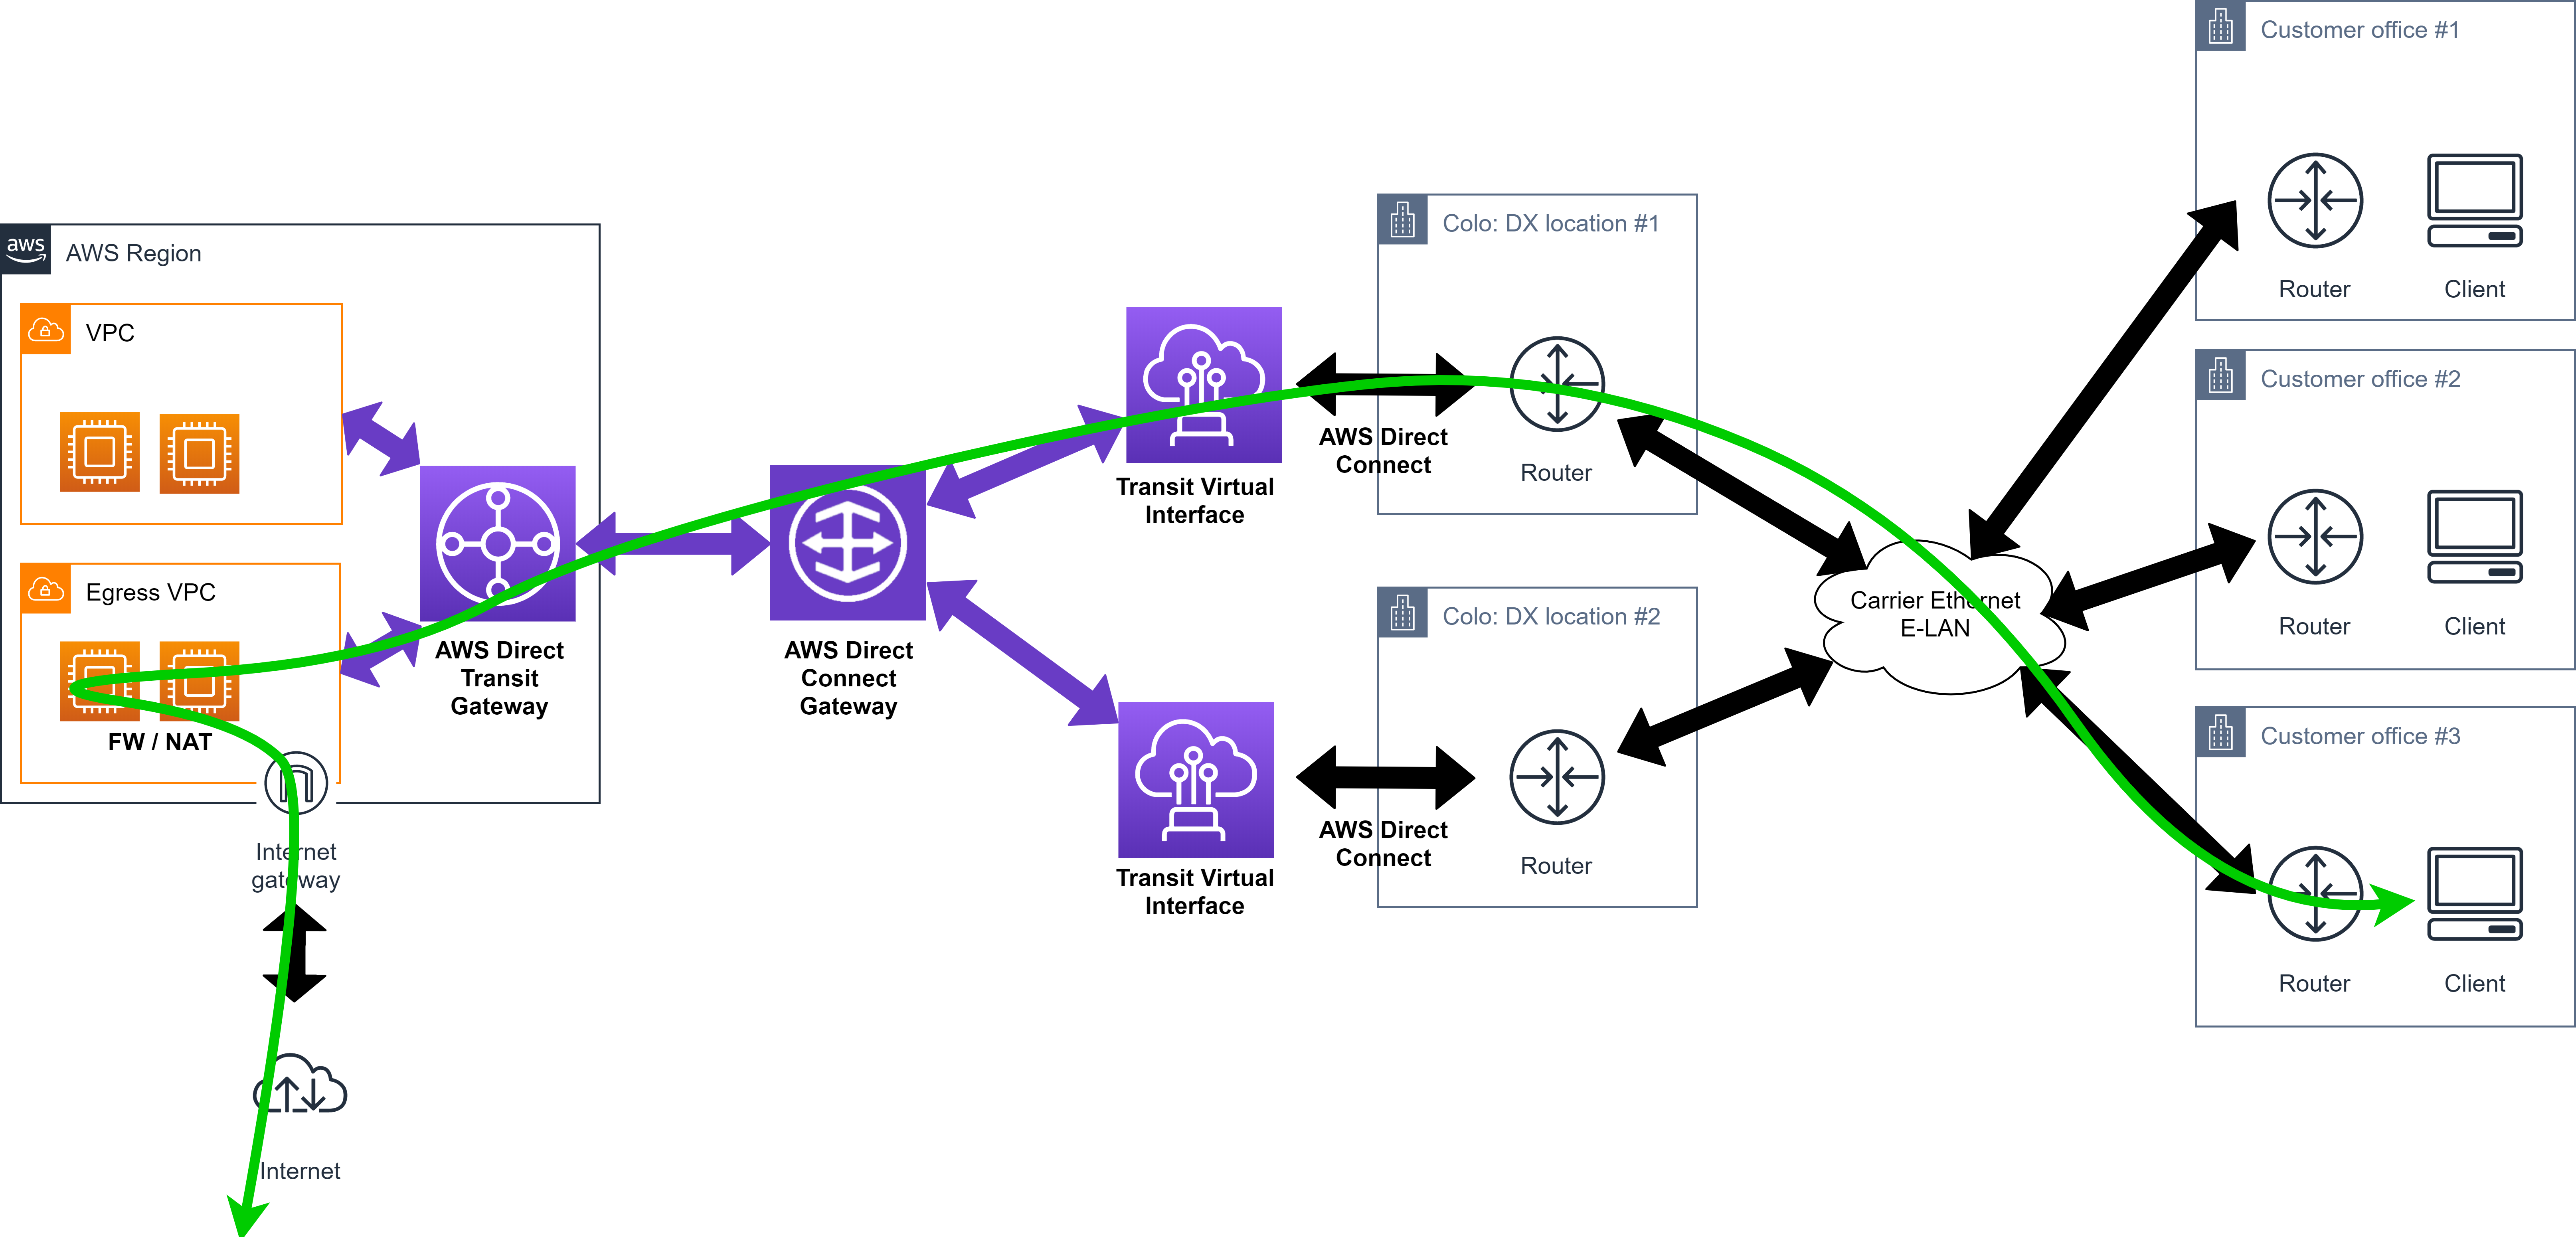 aws
AWS Region
VPC
Egress VPC
FW / NAT
Internet
gateway
Internet
AWS Direct
Transit
Gateway
AWS Direct
Connect
Gateway
Transit Virtual
Interface
Transit Virtual
Interface
AWS Direct
Connect
AWS Direct
Connect
Colo: DX location #1
Router
Colo: DX location #2
Router
Carrier Ethernet
E-LAN
Customer office #1
Router
Client
Customer office #2
Router
Client
Customer office #3
Router
Client